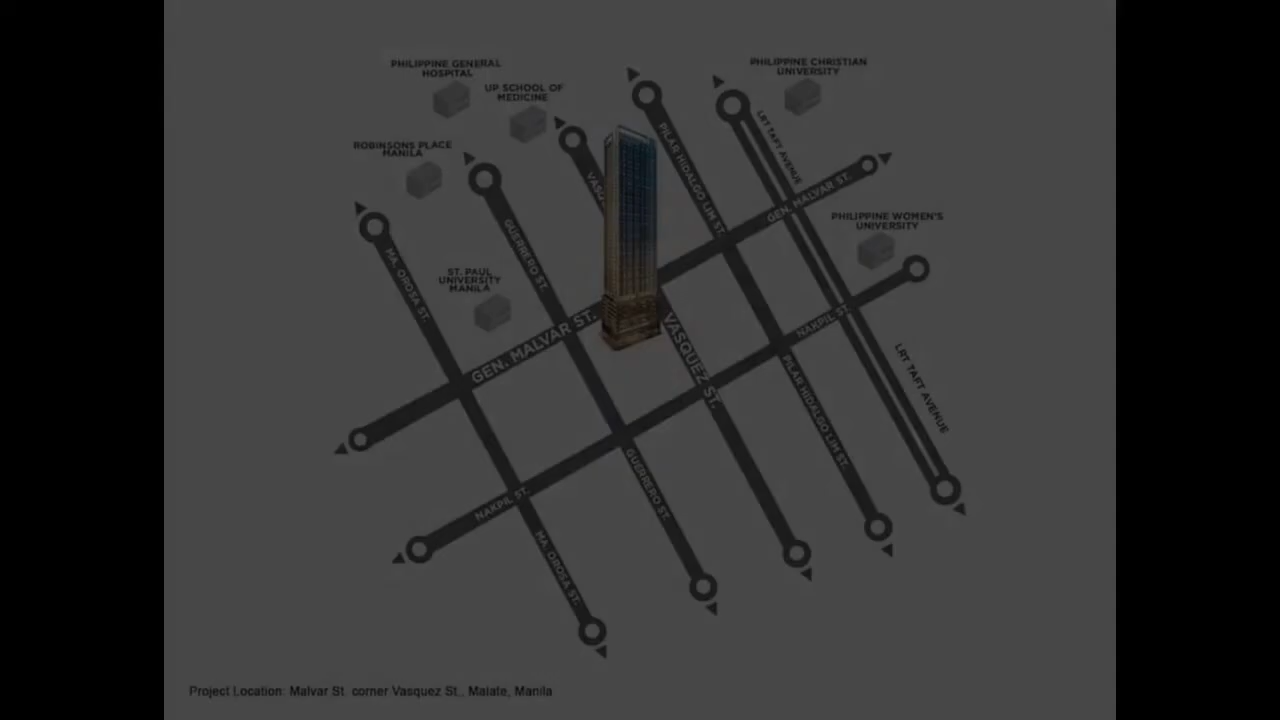 PHILIPPINE GENERAL
HOSPITAL
PHILIPPINE CHRISTIAN
UNIVERSITY
UP SCHOOL OF
MEDICINE
ROBINSONS PLACE
MANILA
ST. PAUL
UNIVERSITY
MANILA
PHILIPPINE WOMEN'S
UNIVERSITY
MA. OROSA ST.
GUERRERO ST.
PILAR HIDALGO LIM ST.
LRT TAFT AVENUE
GEN. MALVAR ST.
GEN. MALVAR ST.
VASQUEZ ST.
NAKPIL ST.
LRT TAFT AVENUE
PILAR HIDALGO LIM ST.
GUERRERO ST.
NAKPIL ST.
MA. OROSA ST.
Project Location: Malvar St. corner Vasquez St., Malate, Manila